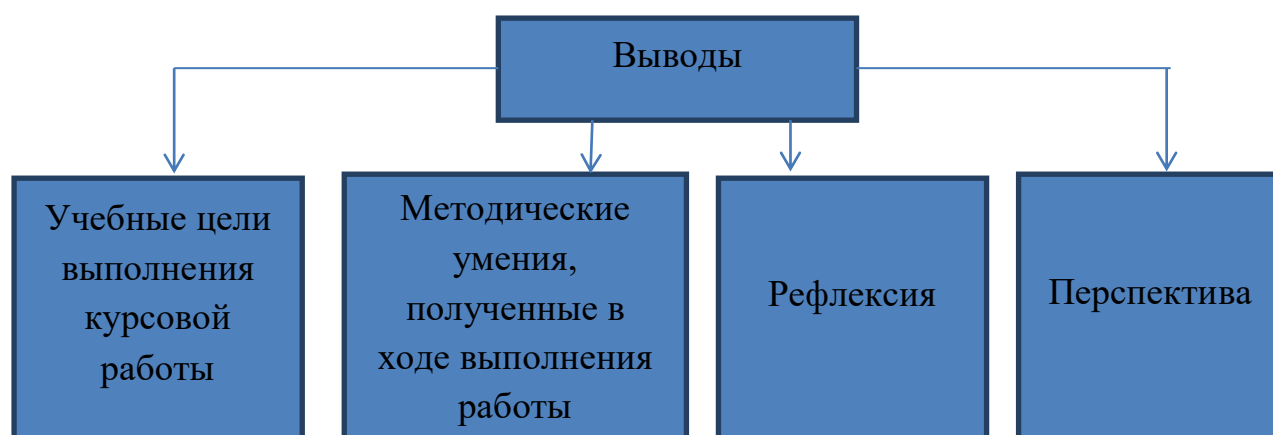 Выводы
Учебные цели
выполнения
курсовой
работы
Методические
умения,
полученные в
ходе выполнения
работы
Рефлексия
Перспектива